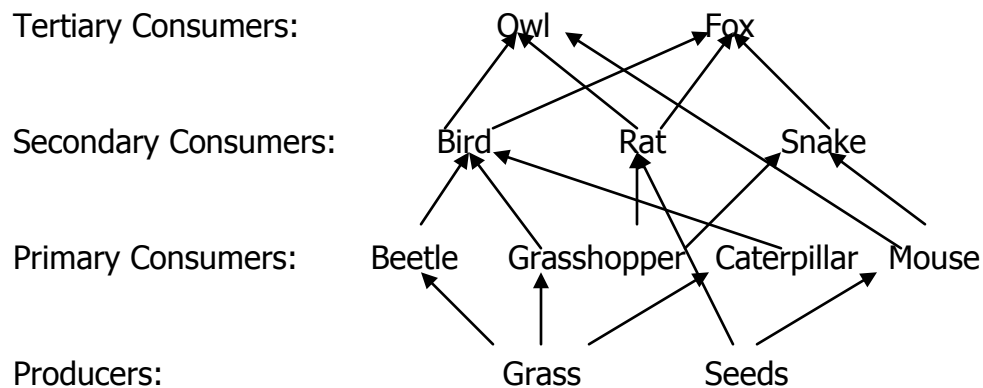 Tertiary Consumers: Owl Fox
Secondary Consumers: Bird Rat Snake
Primary Consumers: Beetle Grasshopper Caterpillar Mouse
Producers: Grass Seeds